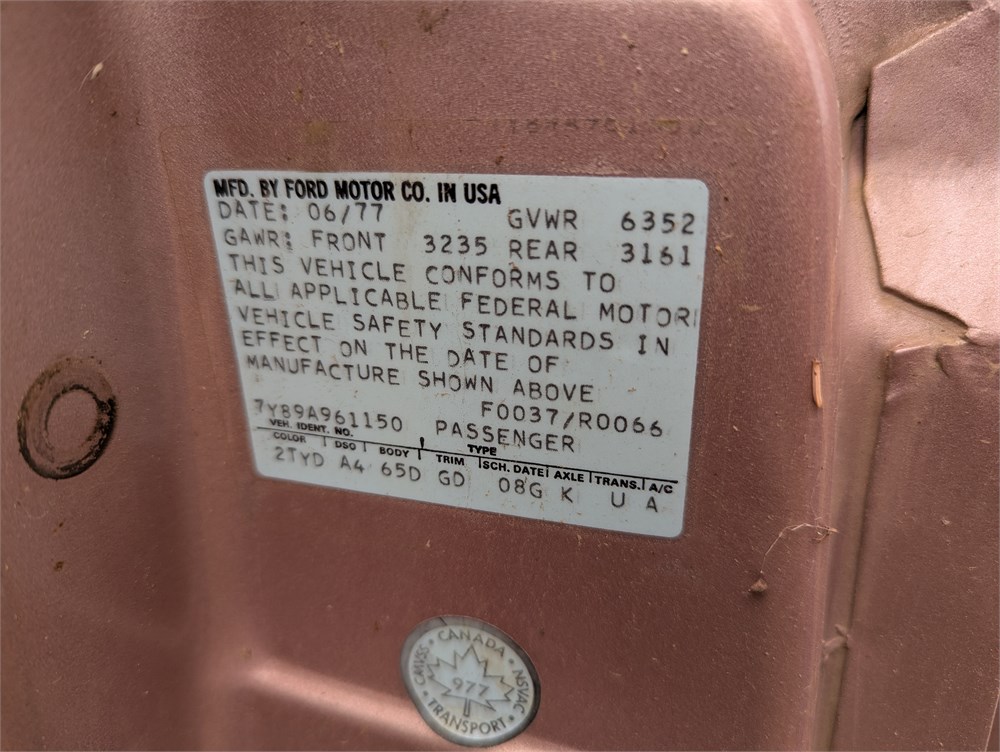 MFD. BY FORD MOTOR CO. IN USA
DATE: 06/77 GVWR 6352
GAWR: FRONT 3235 REAR 3161
THIS VEHICLE CONFORMS TO
ALL APPLICABLE FEDERAL MOTOR
VEHICLE SAFETY STANDARDS IN
EFFECT ON THE DATE OF
MANUFACTURE SHOWN ABOVE
F0037/R0066
7Y89A961150 PASSENGER
VEH. IDENT. NO. TYPE
COLOR DSO BODY TRIM SCH. DATE AXLE TRANS. A/C
2TYD A4 65D GD 08G K U A
CANADA
CMVSS 977 NSVAC
TRANSPORT